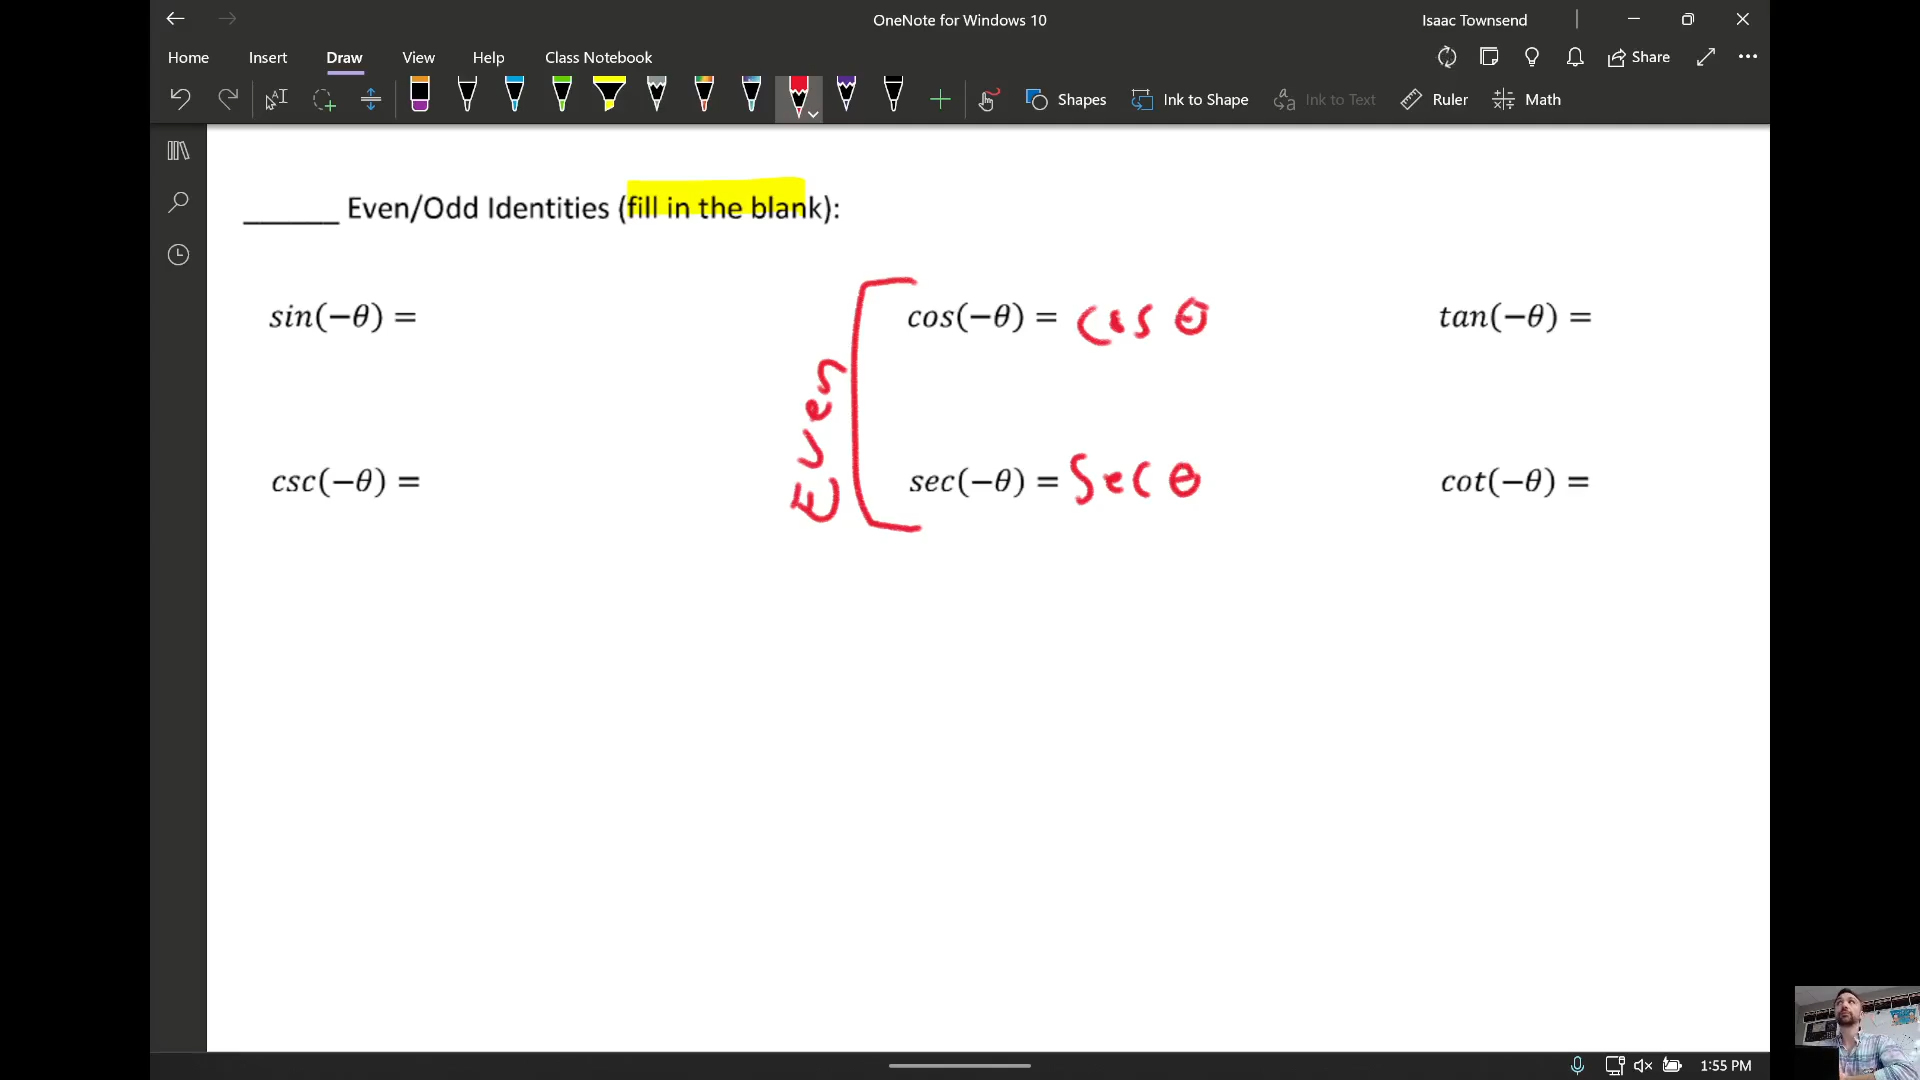 OneNote for Windows 10
Isaac Townsend
Home Insert Draw View Help Class Notebook
Share
Shapes Ink to Shape Ink to Text Ruler Math
______ Even/Odd Identities (fill in the blank):
sin(−θ) = cos(−θ) = cos θ tan(−θ) =
Even
csc(−θ) = sec(−θ) = Sec θ cot(−θ) =
1:55 PM